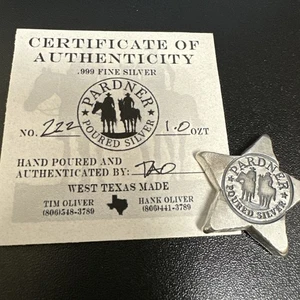 CERTIFICATE OF
AUTHENTICITY
.999 FINE SILVER
PARDNER
POURED SILVER
NO. 222 1.0 OZT
HAND POURED AND
AUTHENTICATED BY:
WEST TEXAS MADE
TIM OLIVER
(806)548-3789
HANK OLIVER
(806)441-3789
PARDNER
POURED SILVER